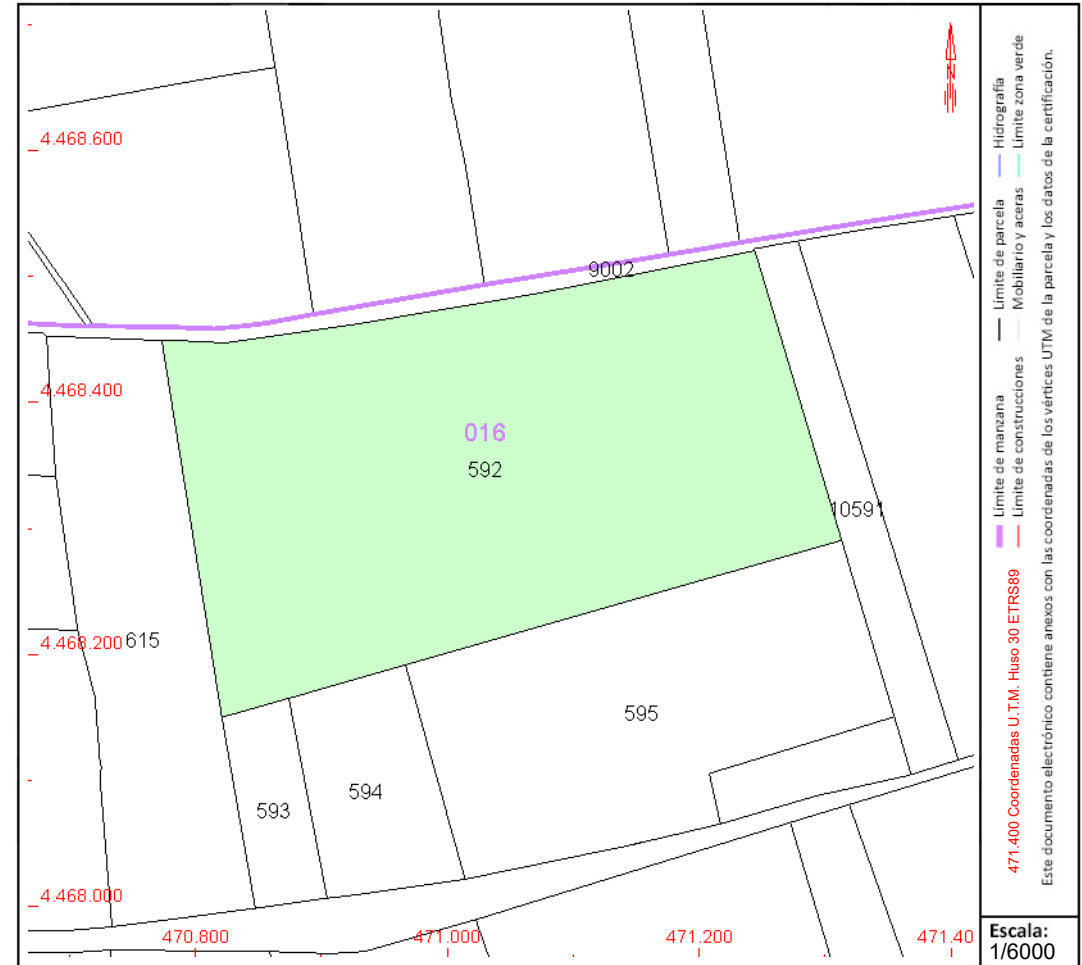 4.468.600
9002
4.468.400
016
592
10591
4.468.200
615
595
594
593
4.468.000
470.800
471.000
471.200
471.40
N
471.400 Coordenadas U.T.M. Huso 30 ETRS89
Límite de manzana
Límite de construcciones
Límite de parcela
Mobiliario y aceras
Hidrografía
Límite zona verde
Este documento electrónico contiene anexos con las coordenadas de los vértices UTM de la parcela y los datos de la certificación.
Escala:
1/6000